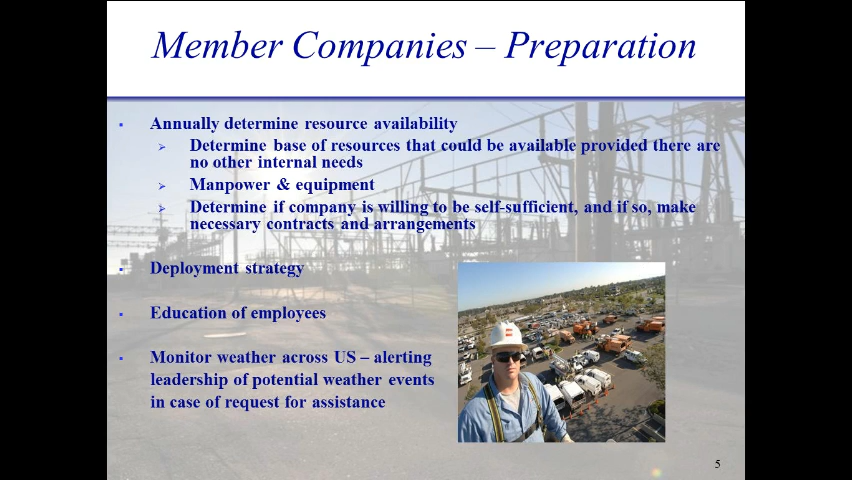 Member Companies – Preparation
▪ Annually determine resource availability
➢ Determine base of resources that could be available provided there are
no other internal needs
➢ Manpower & equipment
➢ Determine if company is willing to be self-sufficient, and if so, make
necessary contracts and arrangements
▪ Deployment strategy
▪ Education of employees
▪ Monitor weather across US – alerting
leadership of potential weather events
in case of request for assistance
5